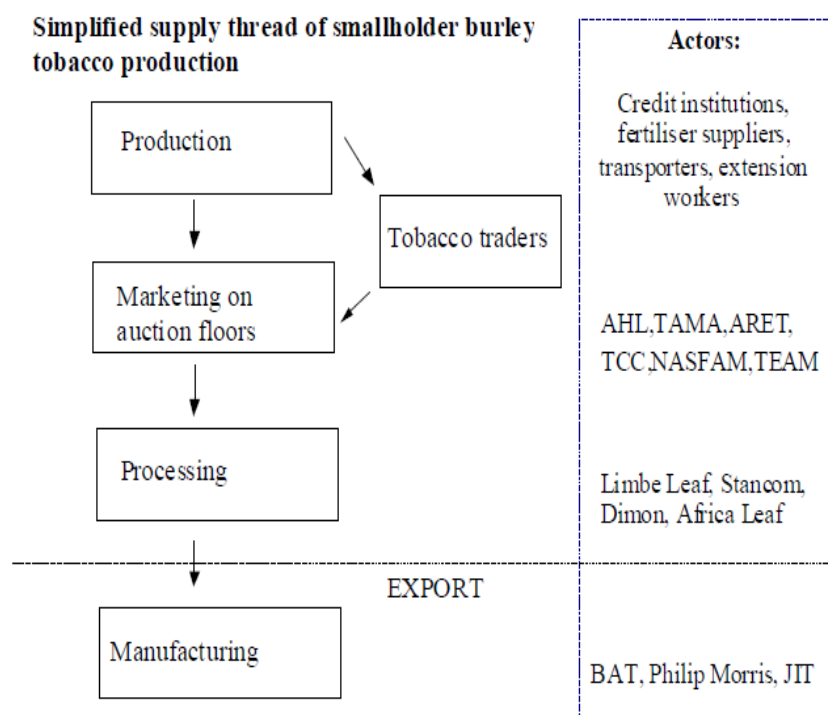 Simplified supply thread of smallholder burley
tobacco production
Production
Tobacco traders
Marketing on
auction floors
Processing
EXPORT
Manufacturing
Actors:
Credit institutions,
fertiliser suppliers,
transporters, extension
workers
AHL,TAMA,ARET,
TCC,NASFAM,TEAM
Limbe Leaf, Stancom,
Dimon, Africa Leaf
BAT, Philip Morris, JIT